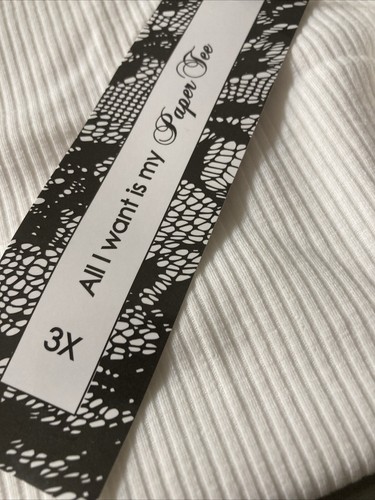 All I want is my Paper Tee
3X